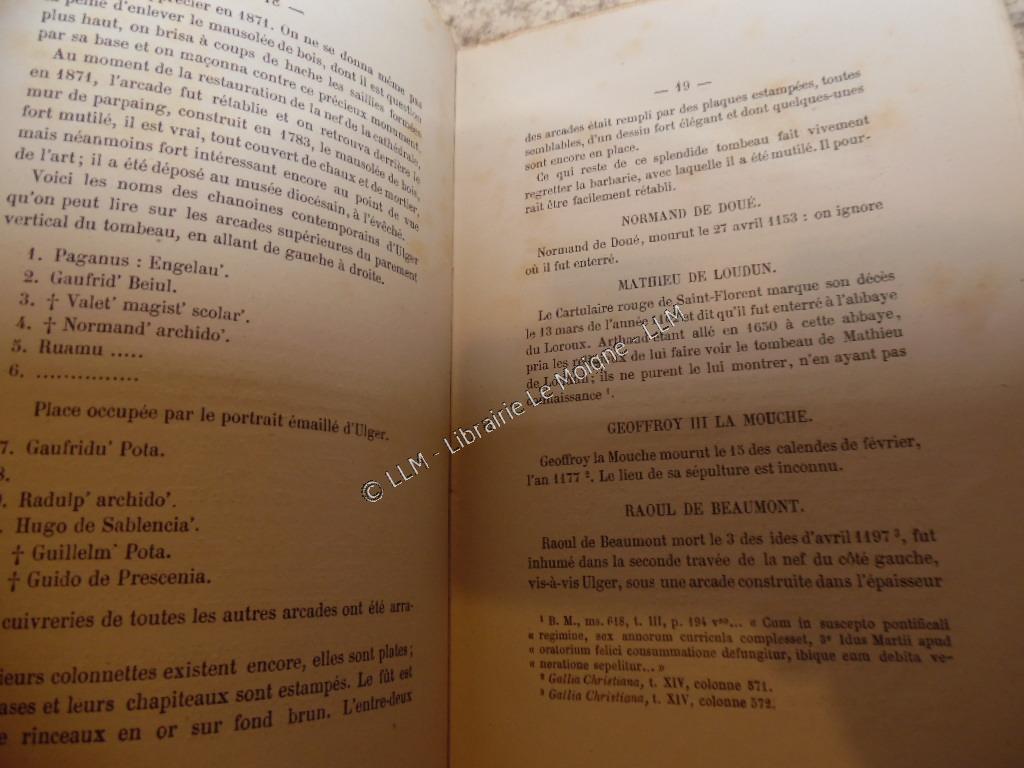 — 18 —
précier en 1871. On ne se donna même pas
peine d'enlever le mausolée de bois, dont il est question
plus haut, on brisa à coups de hache les saillies formées
par sa base et on maçonna contre ce précieux monument.
Au moment de la restauration de la nef de la cathédrale,
en 1871, l'arcade fut rétablie et on retrouva derrière le
mur de parpaing, construit en 1783, le mausolée de bois,
fort mutilé, il est vrai, tout couvert de chaux et de mortier,
mais néanmoins fort intéressant encore au point de vue
de l'art ; il a été déposé au musée diocésain, à l'évêché.
Voici les noms des chanoines contemporains d'Ulger
qu'on peut lire sur les arcades supérieures du parement
vertical du tombeau, en allant de gauche à droite.
1. Paganus : Engelau'.
2. Gaufrid' Beiul.
3. † Valet' magist' scolar'.
4. † Normand' archido'.
5. Ruamu .....
6. ...............
Place occupée par le portrait émaillé d'Ulger.
7. Gaufridu' Pota.
8.
Radulp' archido'.
Hugo de Sablencia'.
† Guillelm' Pota.
† Guido de Prescenia.
cuivreries de toutes les autres arcades ont été arra-
ieurs colonnettes existent encore, elles sont plates ;
ases et leurs chapiteaux sont estampés. Le fût est
e rinceaux en or sur fond brun. L'entre-deux
— 19 —
des arcades était rempli par des plaques estampées, toutes
semblables, d'un dessin fort élégant et dont quelques-unes
sont encore en place.
Ce qui reste de ce splendide tombeau fait vivement
regretter la barbarie, avec laquelle il a été mutilé. Il pour-
rait être facilement rétabli.
NORMAND DE DOUÉ.
Normand de Doué, mourut le 27 avril 1153 : on ignore
où il fut enterré.
MATHIEU DE LOUDUN.
Le Cartulaire rouge de Saint-Florent marque son décès
le 13 mars de l'année et dit qu'il fut enterré à l'abbaye
du Loroux. Arthaud étant allé en 1650 à cette abbaye,
pria les de lui faire voir le tombeau de Mathieu
de ; ils ne purent le lui montrer, n'en ayant pas
connaissance ¹.
GEOFFROY III LA MOUCHE.
Geoffroy la Mouche mourut le 15 des calendes de février,
l'an 1177 ². Le lieu de sa sépulture est inconnu.
RAOUL DE BEAUMONT.
Raoul de Beaumont mort le 3 des ides d'avril 1197 ³, fut
inhumé dans la seconde travée de la nef du côté gauche,
vis-à-vis Ulger, sous une arcade construite dans l'épaisseur
¹ B. M., ms. 618, t. III, p. 194 vso... « Cum in suscepto pontificali
« regimine, sex annorum curricula complesset, 3º Idus Martii apud
« oratorium felici consummatione defungitur, ibique eum debita ve-
« neratione sepelitur... »
² Gallia Christiana, t. XIV, colonne 571.
³ Gallia Christiana, t. XIV, colonne 572.
© LLM - Librairie Le Moigne - LLM